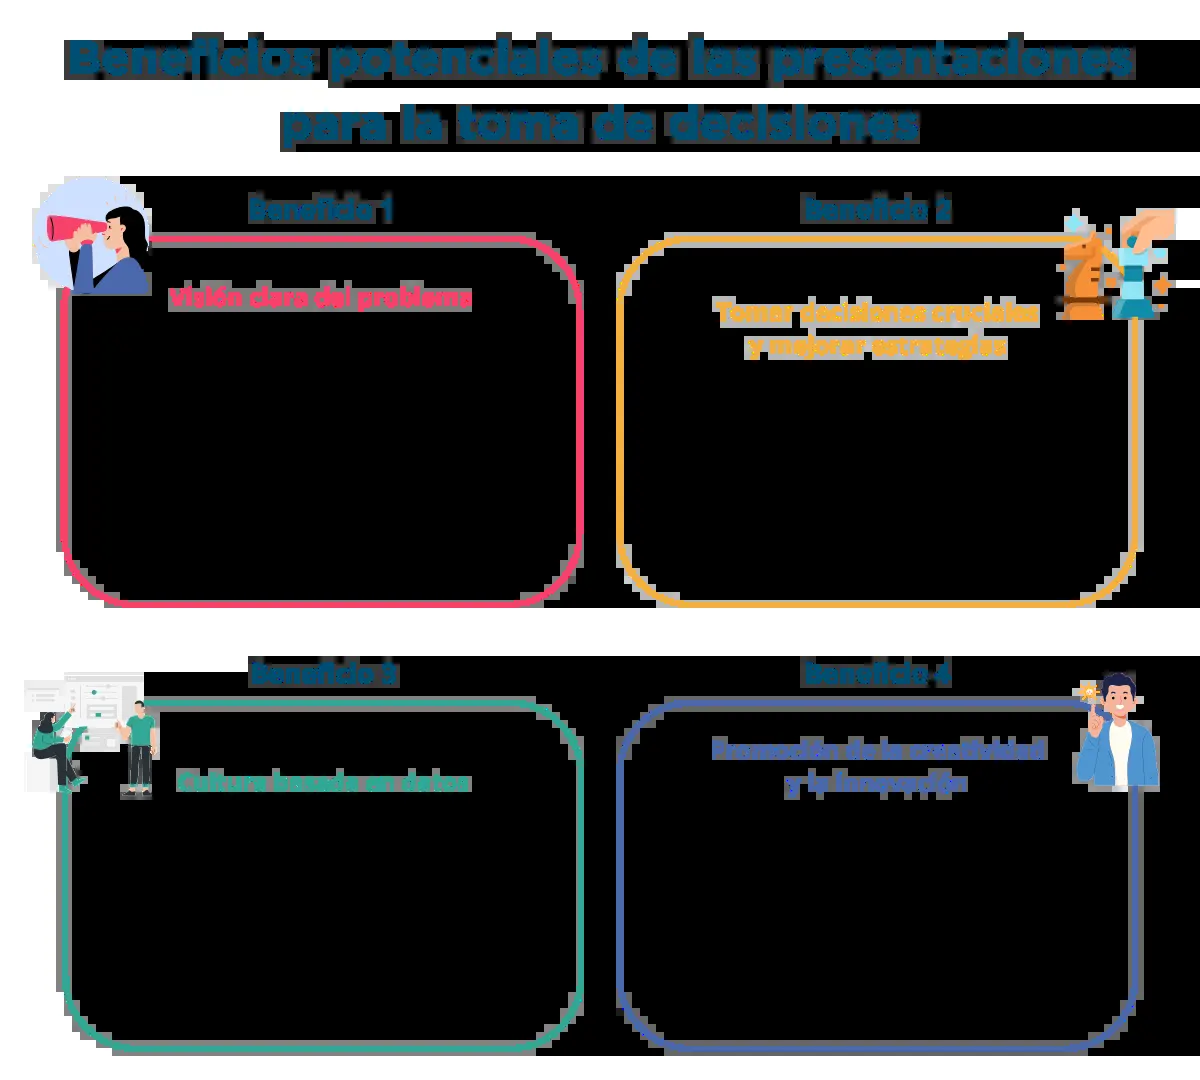 Beneficios potenciales de las presentaciones
para la toma de decisiones
Beneficio 1
Visión clara del problema
Beneficio 2
Tomar decisiones cruciales
y mejorar estrategias
Beneficio 3
Cultura basada en datos
Beneficio 4
Promoción de la creatividad
y la innovación